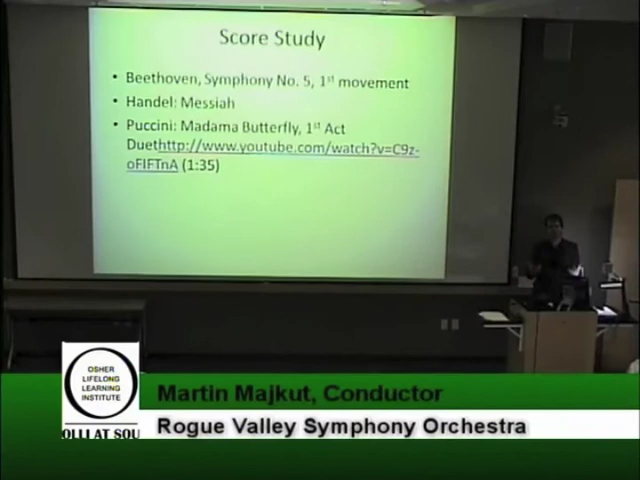 Score Study
• Beethoven, Symphony No. 5, 1st movement
• Handel: Messiah
• Puccini: Madama Butterfly, 1st Act
Duethttp://www.youtube.com/watch?v=C9z-
oFIFTnA (1:35)
OSHER
LIFELONG
LEARNING
INSTITUTE
OLLI AT SOU
Martin Majkut, Conductor
Rogue Valley Symphony Orchestra